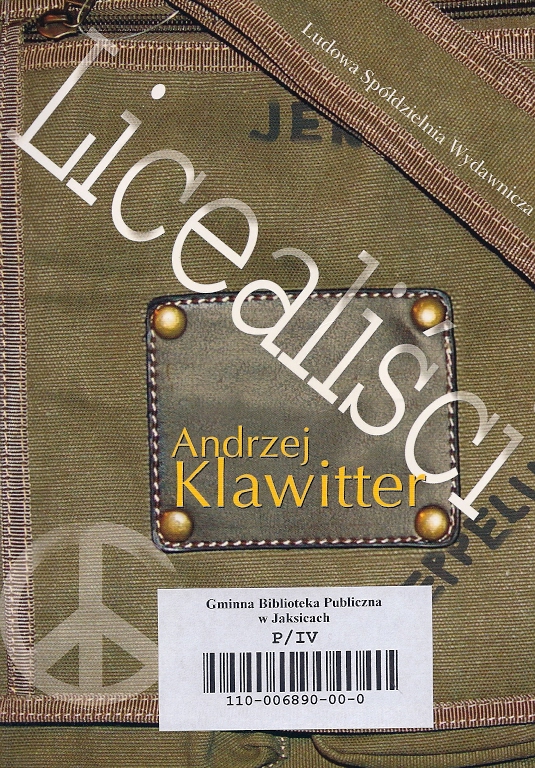 Ludowa Spółdzielnia Wydawnicza
Licealiści
Andrzej
Klawitter
Gminna Biblioteka Publiczna
w Jaksicach
P/IV
110-006890-00-0